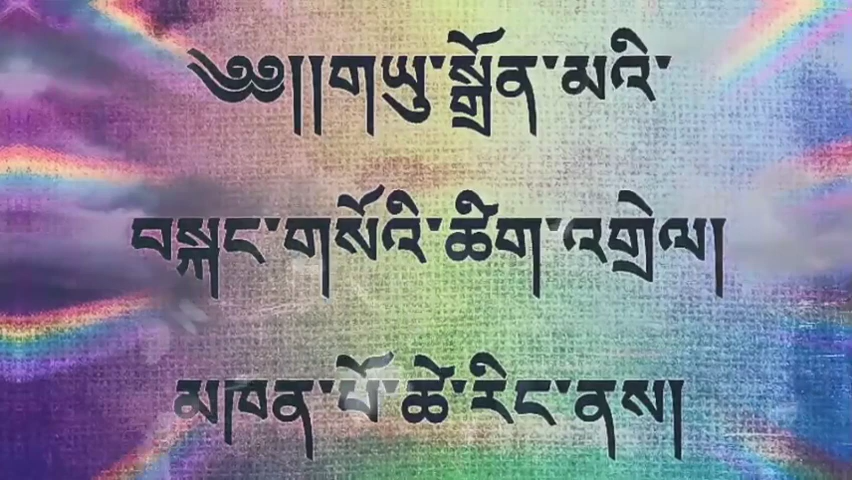 ༄།།གཡུ་སྒྲོན་མའི་
བསྐང་གསོའི་ཚིག་འགྲེལ།
མཁན་པོ་ཚེ་རིང་ནས།